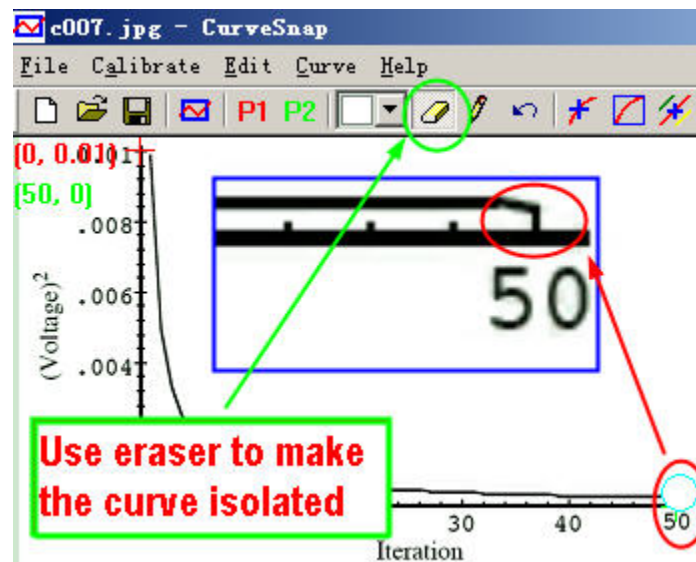 c007.jpg - CurveSnap
File Calibrate Edit Curve Help
P1 P2
(0, 0.01)
(50, 0)
.008
.006
.004
(Voltage)²
50
Use eraser to make
the curve isolated
30 40 50
Iteration